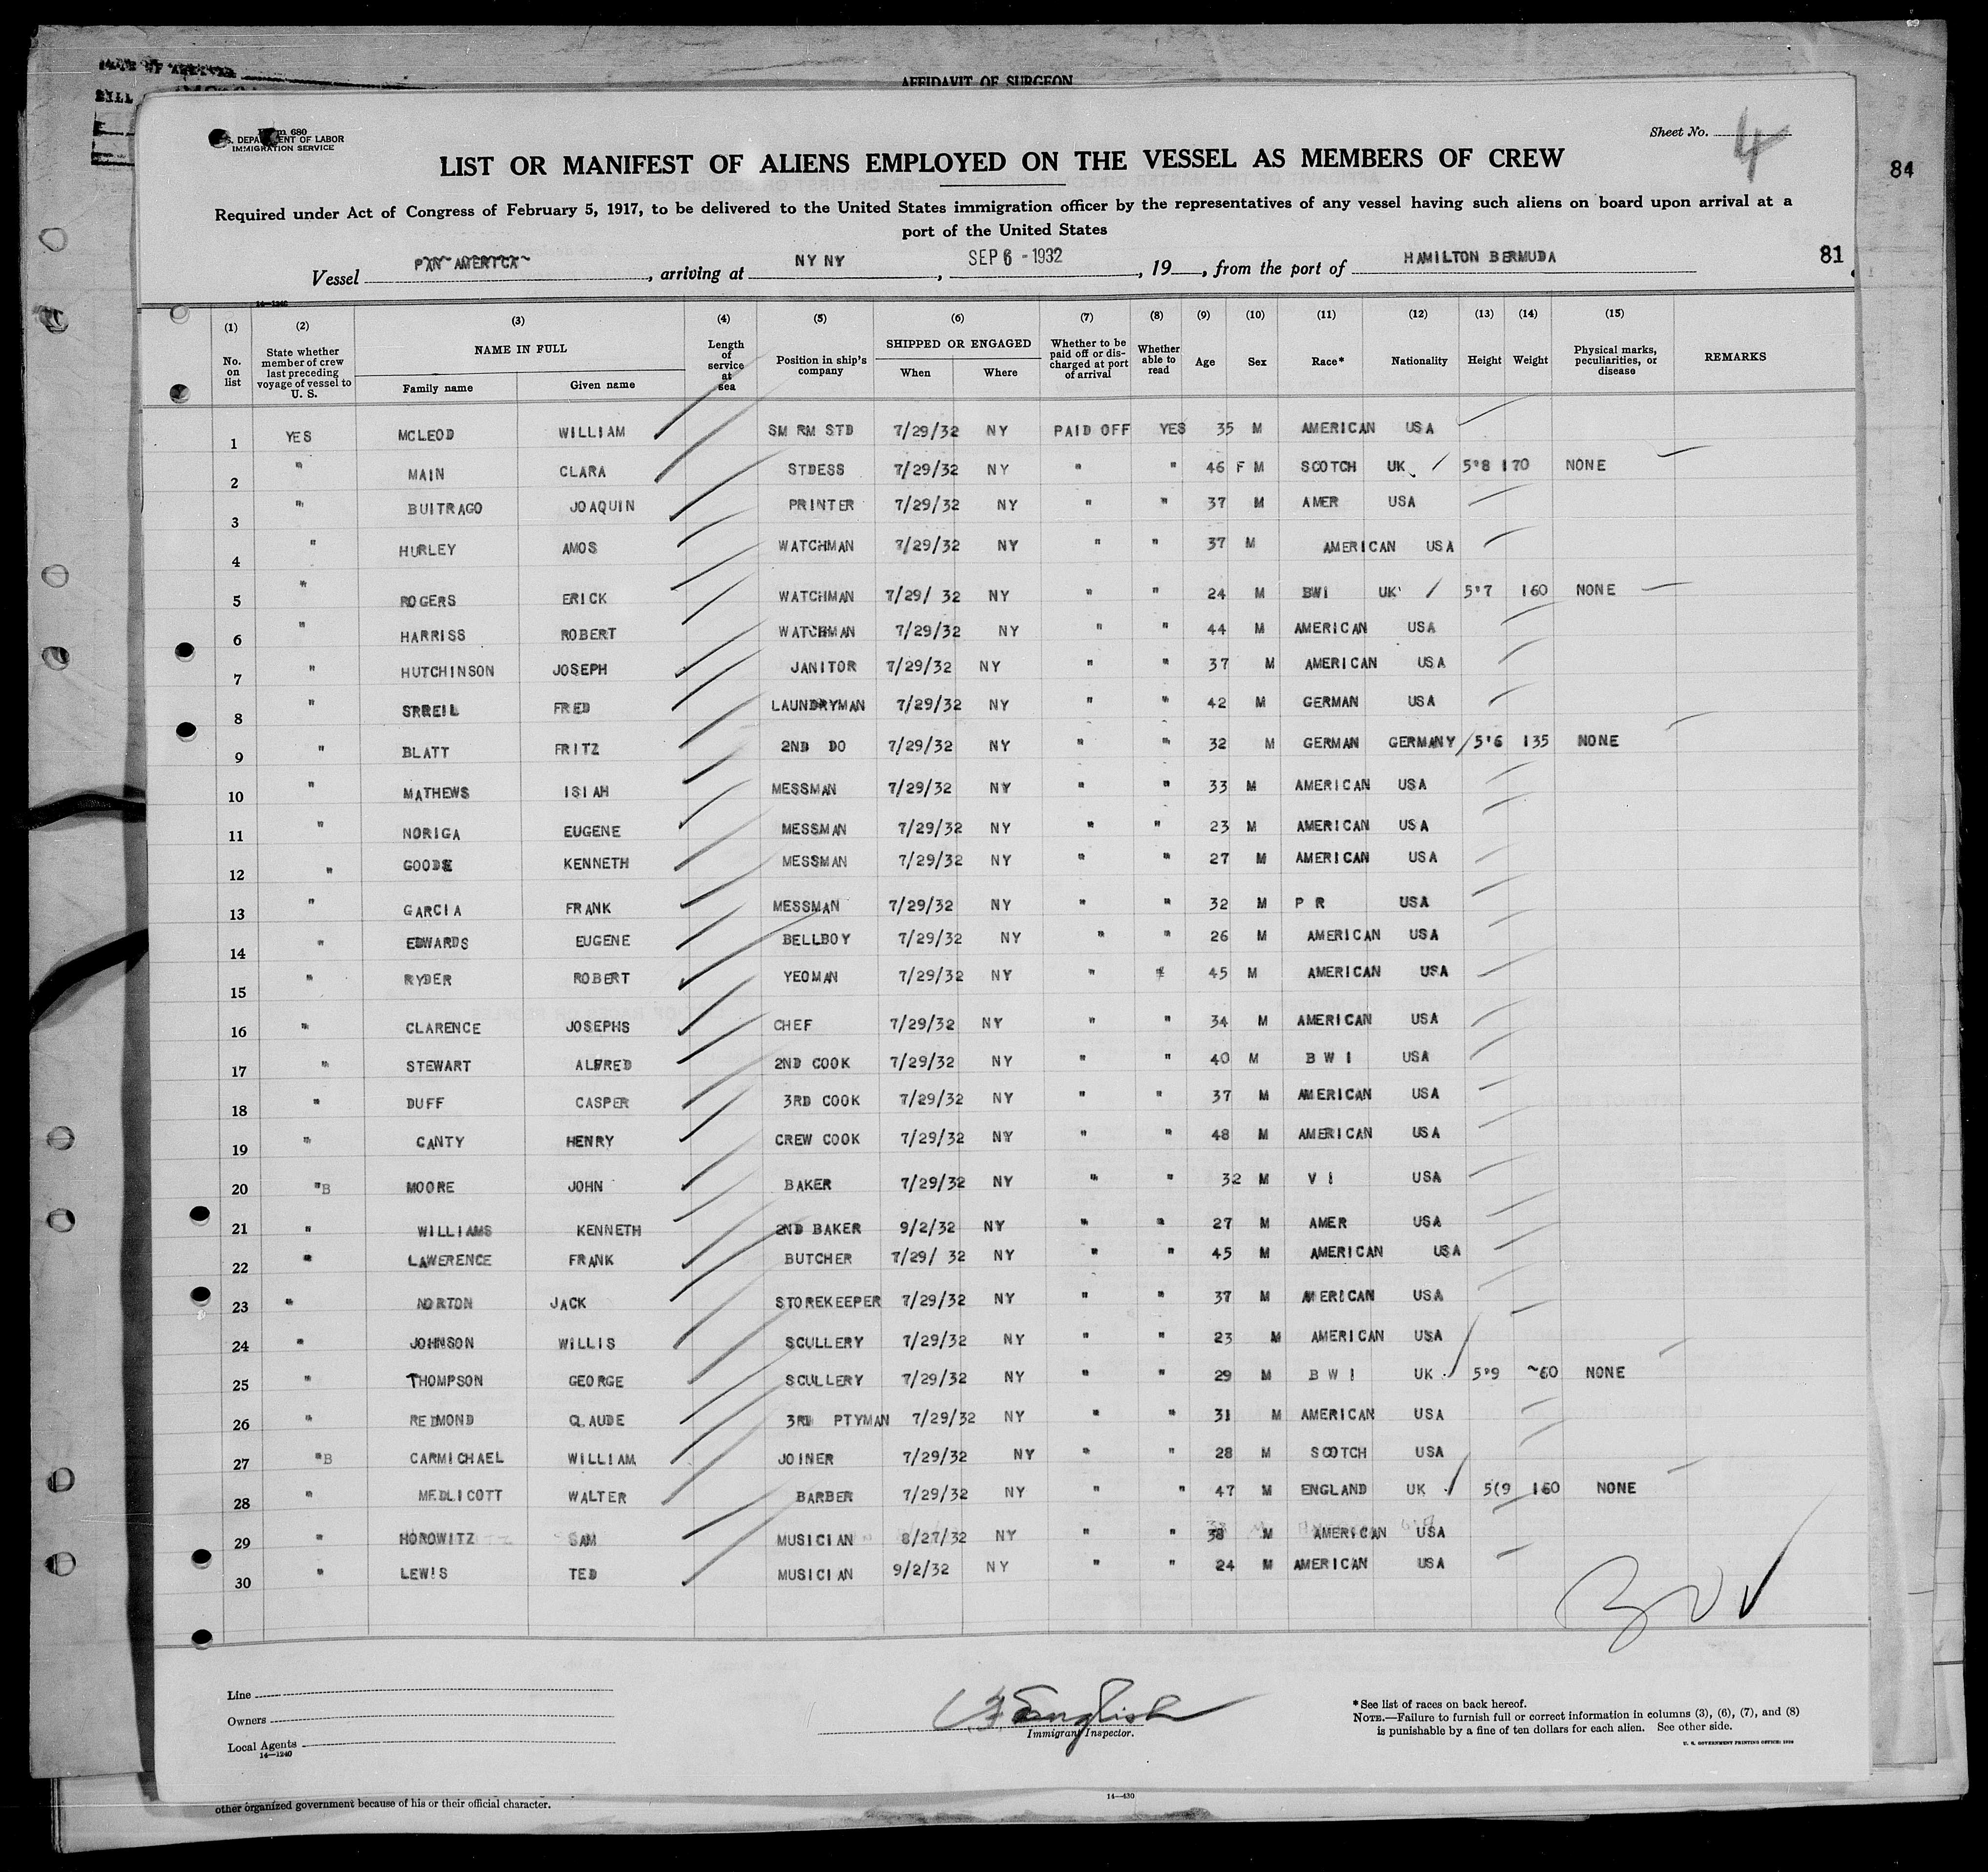 AFFIDAVIT OF SURGEON
Form 680
U.S. DEPARTMENT OF LABOR
IMMIGRATION SERVICE
Sheet No. 4
LIST OR MANIFEST OF ALIENS EMPLOYED ON THE VESSEL AS MEMBERS OF CREW
84
Required under Act of Congress of February 5, 1917, to be delivered to the United States immigration officer by the representatives of any vessel having such aliens on board upon arrival at a
port of the United States
81
Vessel PAN AMERICA, arriving at NY NY, SEP 6 - 1932, 19__, from the port of HAMILTON BERMUDA
14—1240
(1) (2) (3) (4) (5) (6) (7) (8) (9) (10) (11) (12) (13) (14) (15)
No. on list State whether member of crew last preceding voyage of vessel to U. S. NAME IN FULL Family name Given name Length of service at sea Position in ship's company SHIPPED OR ENGAGED When Where Whether to be paid off or discharged at port of arrival Whether able to read Age Sex Race* Nationality Height Weight Physical marks, peculiarities, or disease REMARKS
1 YES MCLEOD WILLIAM SM RM STD 7/29/32 NY PAID OFF YES 35 M AMERICAN USA
2 " MAIN CLARA STDESS 7/29/32 NY " " 46 F M SCOTCH UK 5'8 170 NONE
3 " BUITRAGO JOAQUIN PRINTER 7/29/32 NY " " 37 M AMER USA
4 " HURLEY AMOS WATCHMAN 7/29/32 NY " " 37 M AMERICAN USA
5 " ROGERS ERICK WATCHMAN 7/29/ 32 NY " " 24 M BWI UK 5'7 160 NONE
6 " HARRISS ROBERT WATCHMAN 7/29/32 NY " " 44 M AMERICAN USA
7 " HUTCHINSON JOSEPH JANITOR 7/29/32 NY " " 37 M AMERICAN USA
8 " SRREIL FRED LAUNDRYMAN 7/29/32 NY " " 42 M GERMAN USA
9 " BLATT FRITZ 2ND DO 7/29/32 NY " " 32 M GERMAN GERMANY 5'6 135 NONE
10 " MATHEWS ISIAH MESSMAN 7/29/32 NY " " 33 M AMERICAN USA
11 " NORIGA EUGENE MESSMAN 7/29/32 NY " " 23 M AMERICAN USA
12 " GOODE KENNETH MESSMAN 7/29/32 NY " " 27 M AMERICAN USA
13 " GARCIA FRANK MESSMAN 7/29/32 NY " " 32 M P R USA
14 " EDWARDS EUGENE BELLBOY 7/29/32 NY " " 26 M AMERICAN USA
15 " RYDER ROBERT YEOMAN 7/29/32 NY " " 45 M AMERICAN USA
16 " CLARENCE JOSEPHS CHEF 7/29/32 NY " " 34 M AMERICAN USA
17 " STEWART ALFRED 2ND COOK 7/29/32 NY " " 40 M B W I USA
18 " DUFF CASPER 3RD COOK 7/29/32 NY " " 37 M AMERICAN USA
19 " CANTY HENRY CREW COOK 7/29/32 NY " " 48 M AMERICAN USA
20 "B MOORE JOHN BAKER 7/29/32 NY " " 32 M V I USA
21 " WILLIAMS KENNETH 2ND BAKER 9/2/32 NY " " 27 M AMER USA
22 " LAWERENCE FRANK BUTCHER 7/29/ 32 NY " " 45 M AMERICAN USA
23 " NORTON JACK STOREKEEPER 7/29/32 NY " " 37 M AMERICAN USA
24 " JOHNSON WILLIS SCULLERY 7/29/32 NY " " 23 M AMERICAN USA
25 " THOMPSON GEORGE SCULLERY 7/29/32 NY " " 29 M B W I UK 5'9 ~60 NONE
26 " REDMOND CLAUDE 3RD PTYMAN 7/29/32 NY " " 31 M AMERICAN USA
27 "B CARMICHAEL WILLIAM JOINER 7/29/32 NY " " 28 M SCOTCH USA
28 " MEDLICOTT WALTER BARBER 7/29/32 NY " " 47 M ENGLAND UK 5(9 160 NONE
29 " HOROWITZ SAM MUSICIAN 8/27/32 NY " " 38 M AMERICAN USA
30 " LEWIS TED MUSICIAN 9/2/32 NY " " 24 M AMERICAN USA
Line
Owners
Local Agents
14—1240
English
Immigrant Inspector.
*See list of races on back hereof.
NOTE.—Failure to furnish full or correct information in columns (3), (6), (7), and (8)
is punishable by a fine of ten dollars for each alien. See other side.
U. S. GOVERNMENT PRINTING OFFICE: 1929
14—430
other organized government because of his or their official character.